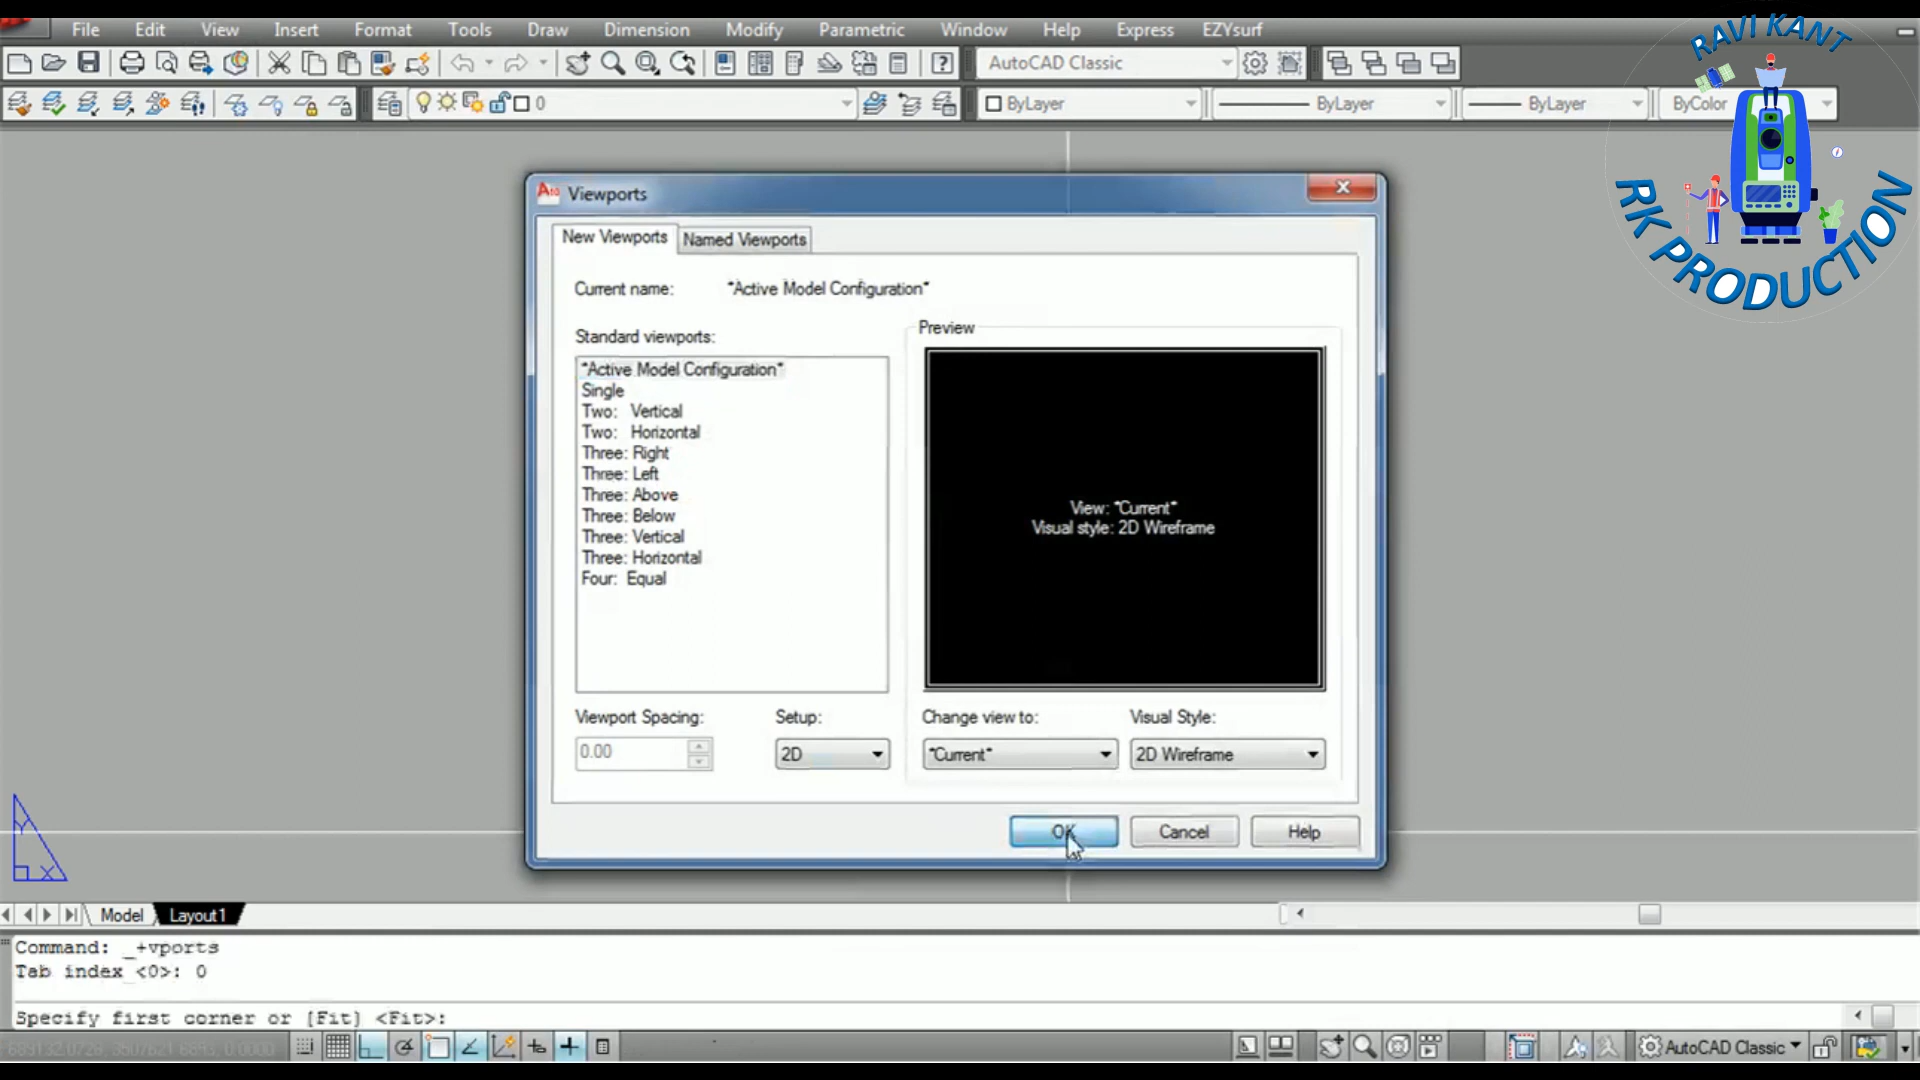 File Edit View Insert Format Tools Draw Dimension Modify Parametric Window Help Express EZYsurf
AutoCAD Classic
0 ByLayer ByLayer ByLayer ByColor
RAVI KANT
RK PRODUCTION
Viewports
New Viewports Named Viewports
Current name: *Active Model Configuration*
Standard viewports:
*Active Model Configuration*
Single
Two: Vertical
Two: Horizontal
Three: Right
Three: Left
Three: Above
Three: Below
Three: Vertical
Three: Horizontal
Four: Equal
Preview
View: *Current*
Visual style: 2D Wireframe
Viewport Spacing: Setup: Change view to: Visual Style:
0.00 2D *Current* 2D Wireframe
OK Cancel Help
Y
X
Model Layout1
Command: _+vports
Tab index <0>: 0
Specify first corner or [Fit] <Fit>:
AutoCAD Classic